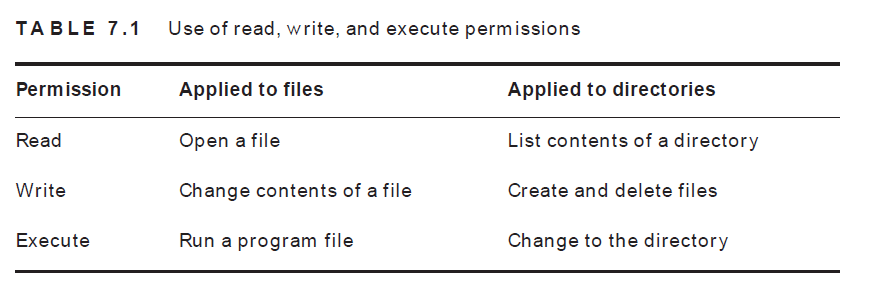 TABLE 7.1 Use of read, write, and execute permissions
Permission Applied to files Applied to directories
Read Open a file List contents of a directory
Write Change contents of a file Create and delete files
Execute Run a program file Change to the directory